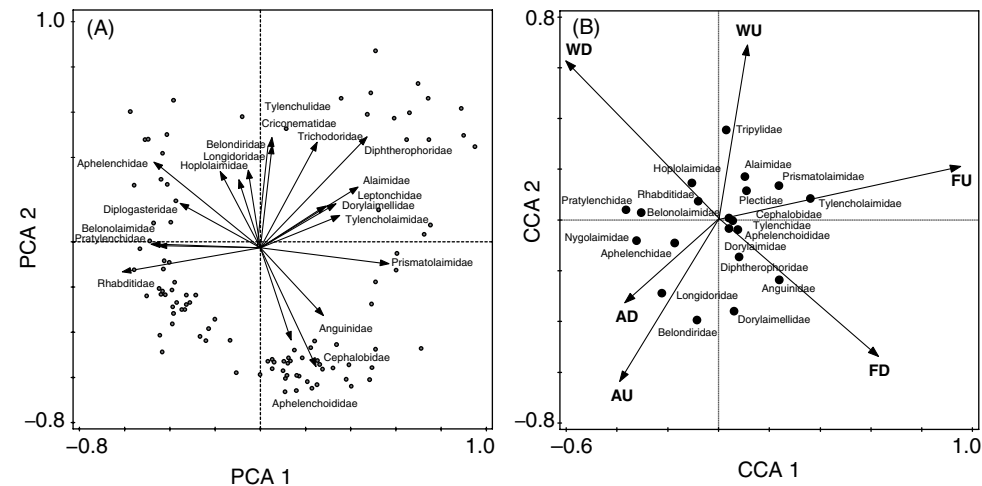 1.0
(A)
Tylenchulidae
Criconematidae
Trichodoridae
Belondiridae
Diphtherophoridae
Longidoridae
Aphelenchidae
Hoplolaimidae
Alaimidae
Leptonchidae
Diplogasteridae
Dorylaimellidae
Tylencholaimidae
Belonolaimidae
Pratylenchidae
Prismatolaimidae
Rhabditidae
Anguinidae
Cephalobidae
Aphelenchoididae
PCA 2
−0.8
−0.8
1.0
PCA 1
0.8
(B)
WU
WD
Tripylidae
Hoplolaimidae
Alaimidae
Prismatolaimidae
FU
Rhabditidae
Plectidae
Pratylenchidae
Tylencholaimidae
Belonolaimidae
Cephalobidae
Tylenchidae
Nygolaimidae
Aphelenchoididae
Aphelenchidae
Dorylaimidae
Diphtherophoridae
Anguinidae
Longidoridae
AD
Dorylaimellidae
Belondiridae
FD
AU
CCA 2
−0.8
−0.6
1.0
CCA 1